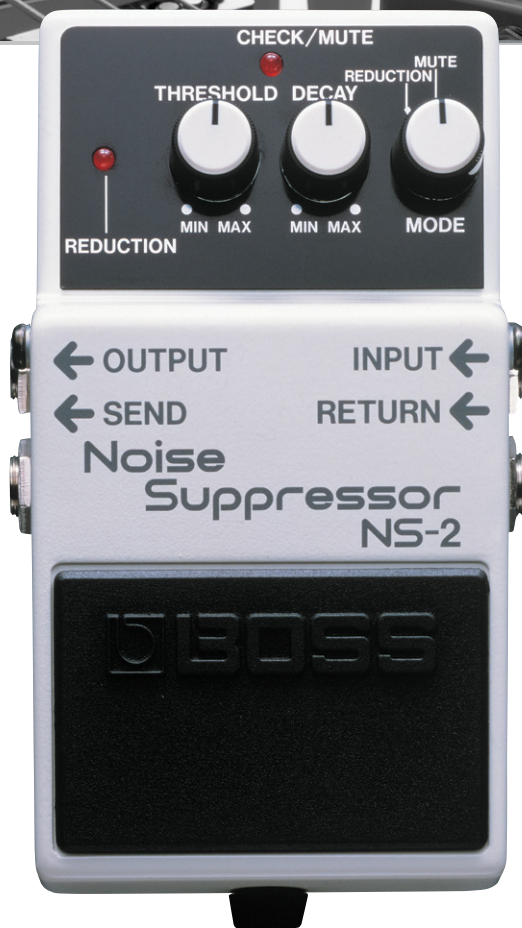 CHECK/MUTE
MUTE
REDUCTION
THRESHOLD DECAY
MIN MAX MIN MAX MODE
REDUCTION
← OUTPUT INPUT ←
← SEND RETURN ←
Noise
Suppressor
NS-2
BOSS